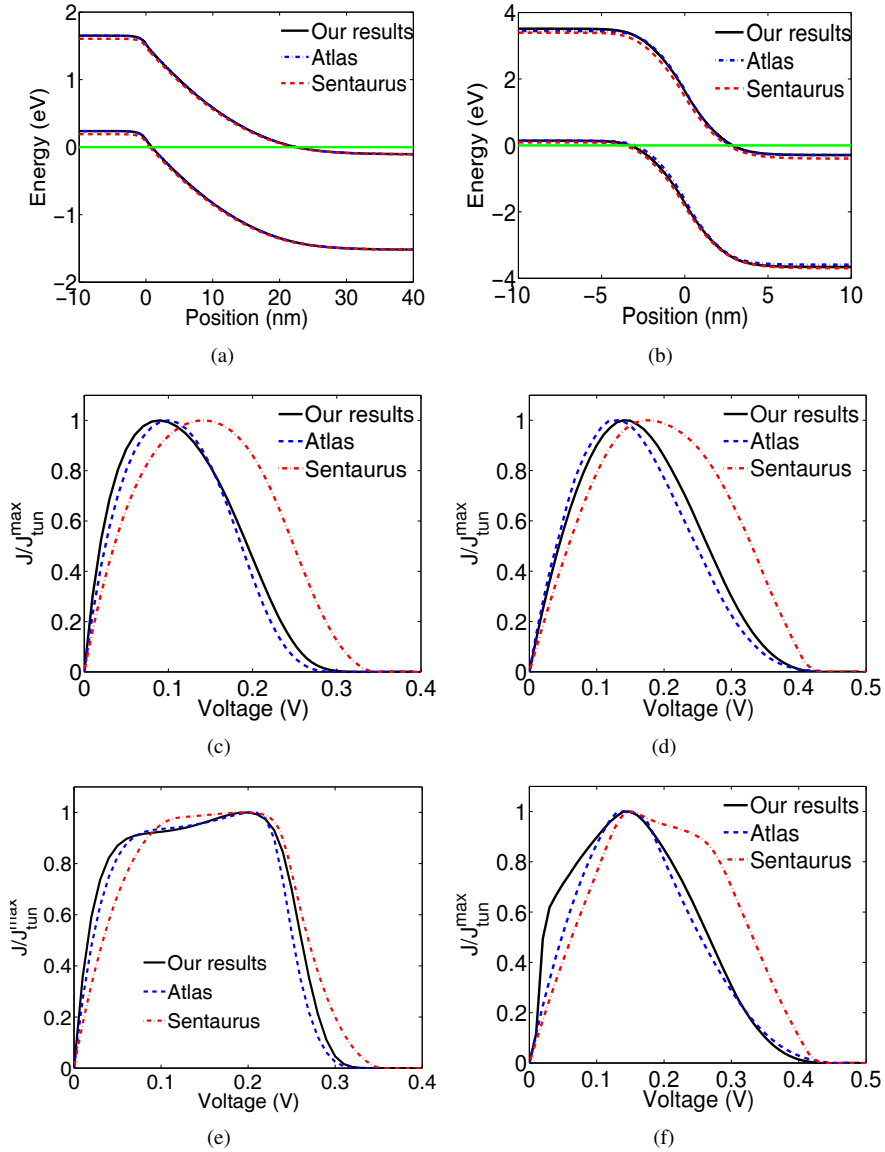 2
1
0
−1
−2
Energy (eV)
−10
0
10
20
30
40
Position (nm)
Our results
Atlas
Sentaurus
(a)
4
2
0
−2
−4
Energy (eV)
−10
−5
0
5
10
Position (nm)
Our results
Atlas
Sentaurus
(b)
1
0.8
0.6
0.4
0.2
0
J/J_tun^max
0
0.1
0.2
0.3
0.4
Voltage (V)
Our results
Atlas
Sentaurus
(c)
1
0.8
0.6
0.4
0.2
0
J/J_tun^max
0
0.1
0.2
0.3
0.4
0.5
Voltage (V)
Our results
Atlas
Sentaurus
(d)
1
0.8
0.6
0.4
0.2
0
J/J_tun^max
0
0.1
0.2
0.3
0.4
Voltage (V)
Our results
Atlas
Sentaurus
(e)
1
0.8
0.6
0.4
0.2
0
J/J_tun^max
0
0.1
0.2
0.3
0.4
0.5
Voltage (V)
Our results
Atlas
Sentaurus
(f)